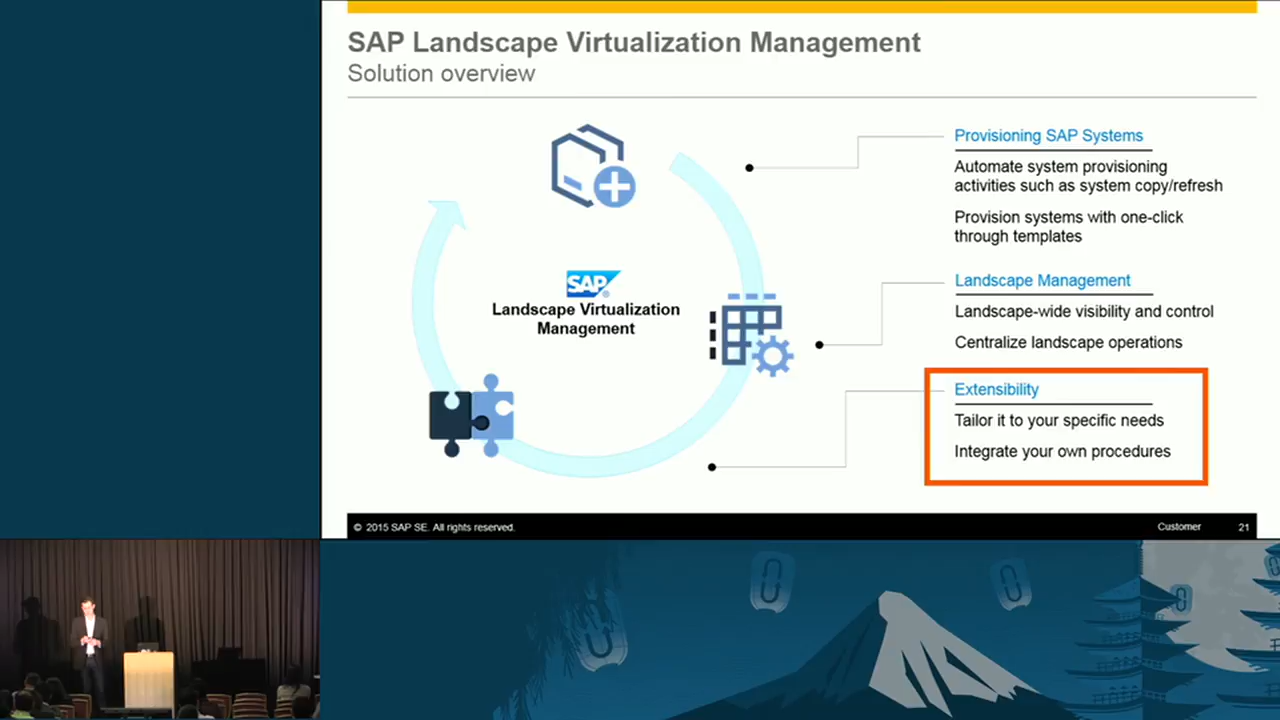 SAP Landscape Virtualization Management
Solution overview
Provisioning SAP Systems
Automate system provisioning
activities such as system copy/refresh
Provision systems with one-click
through templates
SAP®
Landscape Virtualization
Management
Landscape Management
Landscape-wide visibility and control
Centralize landscape operations
Extensibility
Tailor it to your specific needs
Integrate your own procedures
© 2015 SAP SE. All rights reserved.
Customer
21